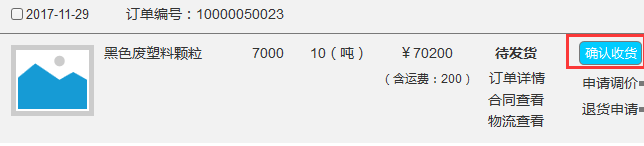 2017-11-29 订单编号：10000050023
黑色废塑料颗粒 7000 10（吨） ￥70200 待发货 确认收货
（含运费：200） 订单详情 申请调价
合同查看
物流查看 退货申请